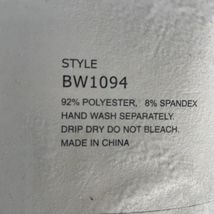 STYLE
BW1094
92% POLYESTER, 8% SPANDEX
HAND WASH SEPARATELY.
DRIP DRY DO NOT BLEACH.
MADE IN CHINA